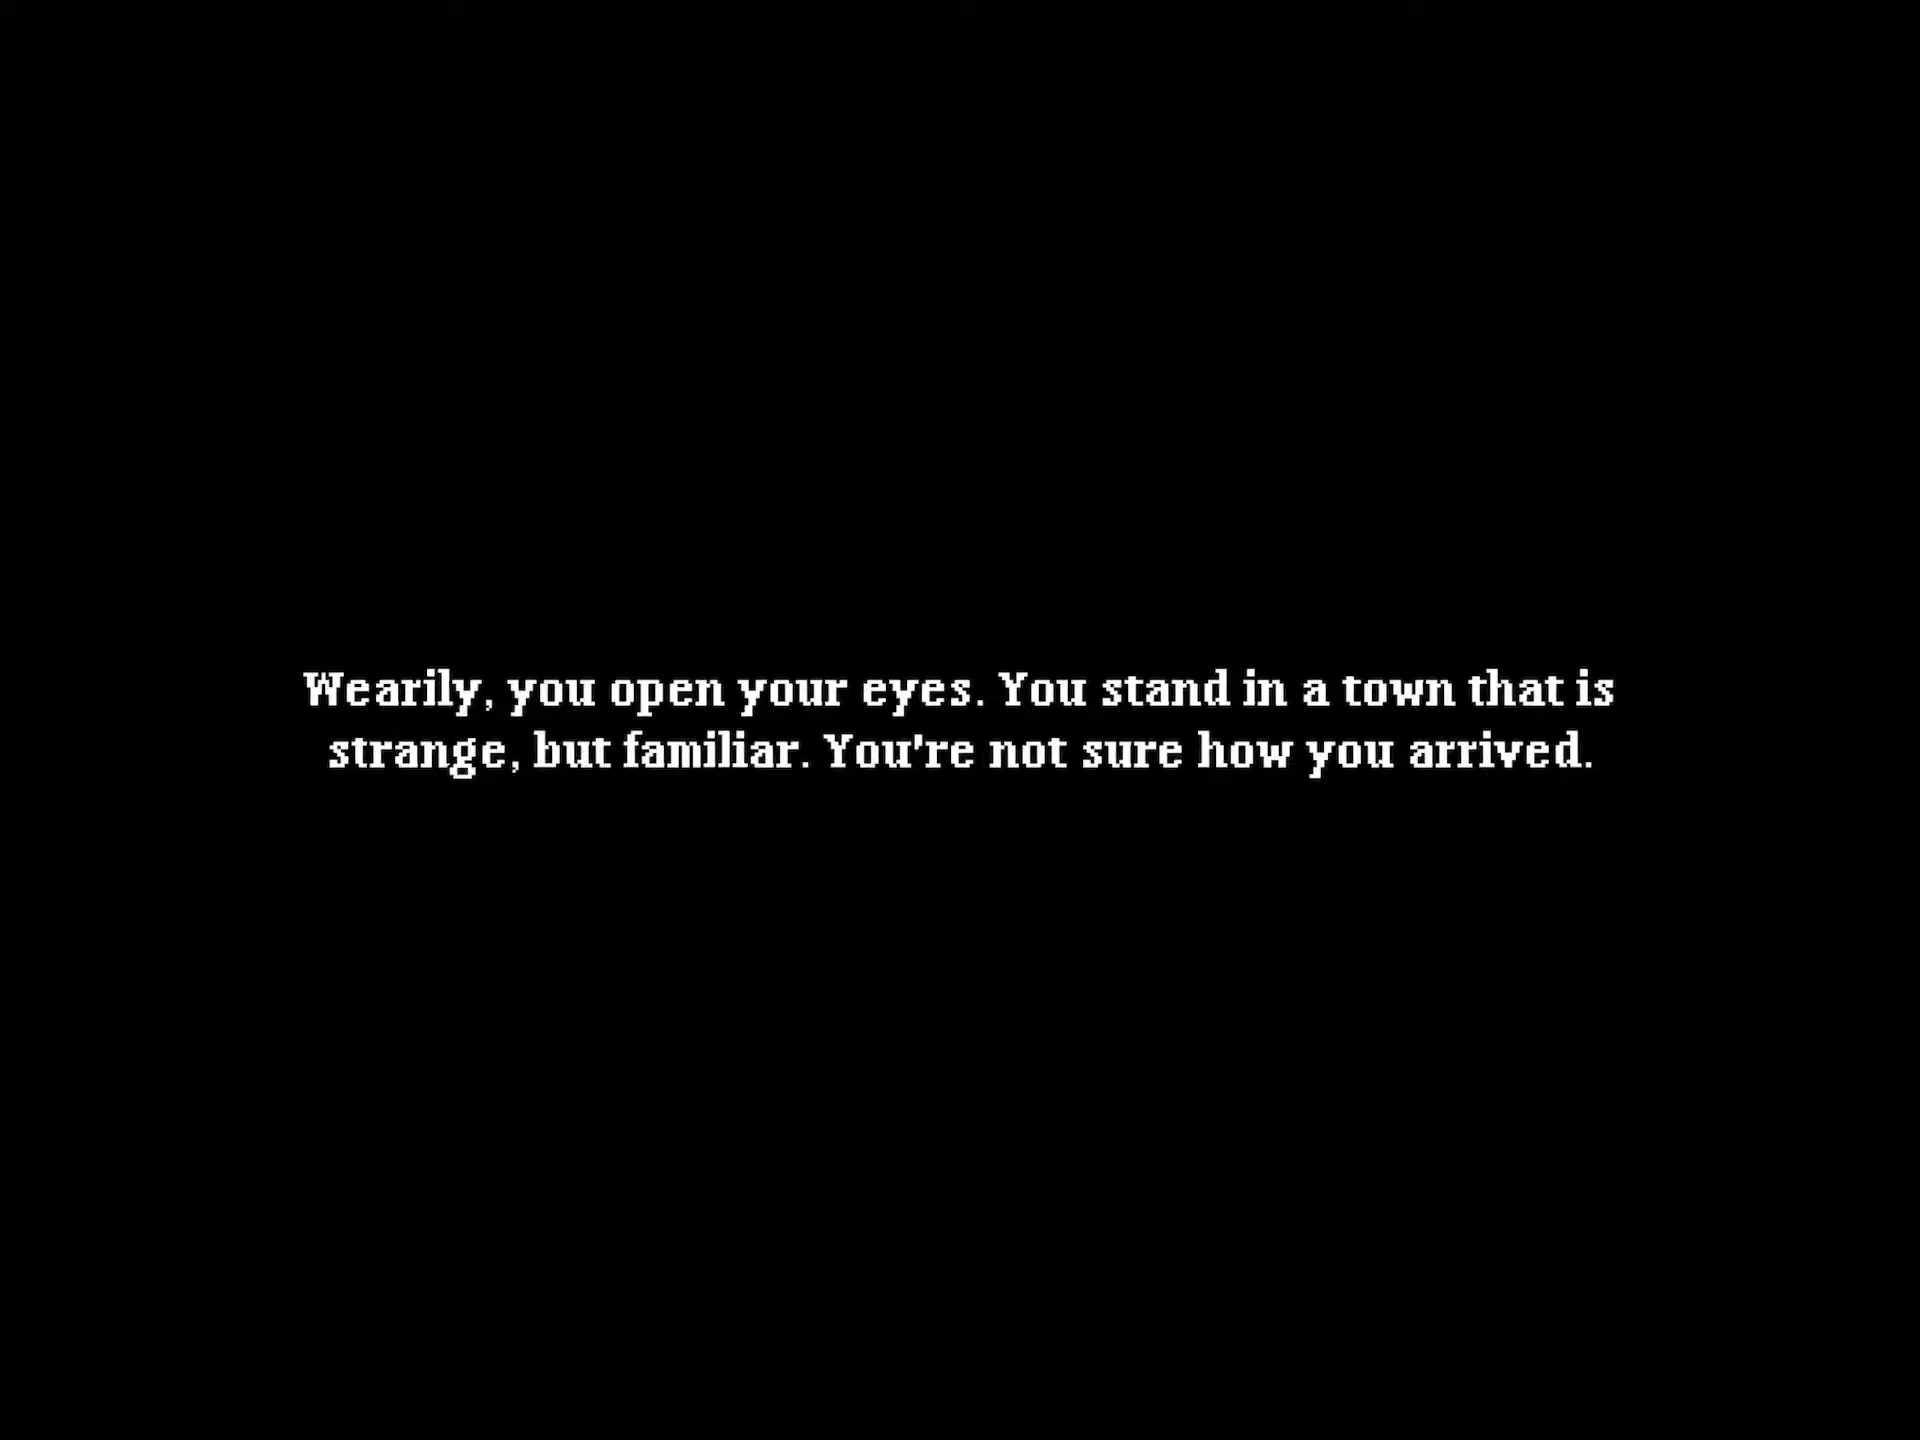 Wearily, you open your eyes. You stand in a town that is
strange, but familiar. You're not sure how you arrived.